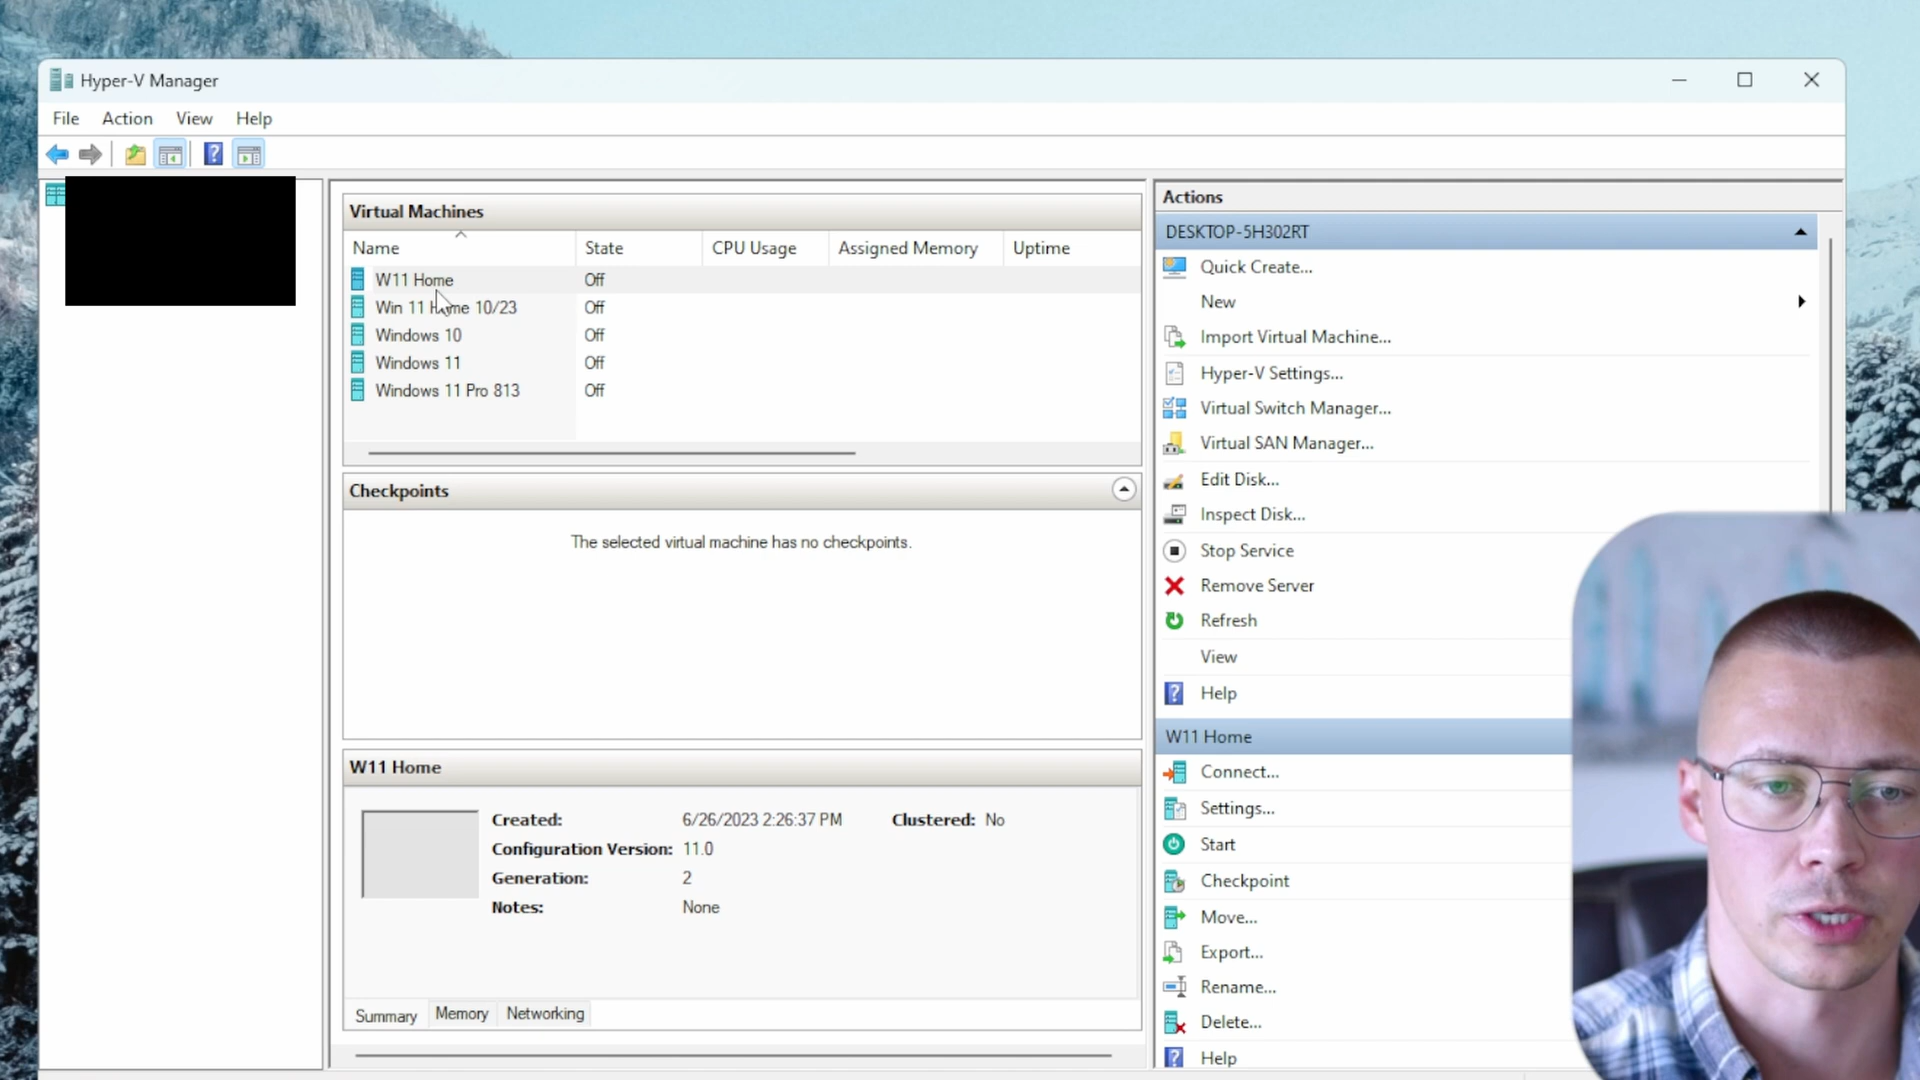 Hyper-V Manager
File Action View Help
Virtual Machines
Name State CPU Usage Assigned Memory Uptime
W11 Home Off
Win 11 Home 10/23 Off
Windows 10 Off
Windows 11 Off
Windows 11 Pro 813 Off
Checkpoints
The selected virtual machine has no checkpoints.
W11 Home
Created: 6/26/2023 2:26:37 PM Clustered: No
Configuration Version: 11.0
Generation: 2
Notes: None
Summary Memory Networking
Actions
DESKTOP-5H302RT
Quick Create...
New
Import Virtual Machine...
Hyper-V Settings...
Virtual Switch Manager...
Virtual SAN Manager...
Edit Disk...
Inspect Disk...
Stop Service
Remove Server
Refresh
View
Help
W11 Home
Connect...
Settings...
Start
Checkpoint
Move...
Export...
Rename...
Delete...
Help